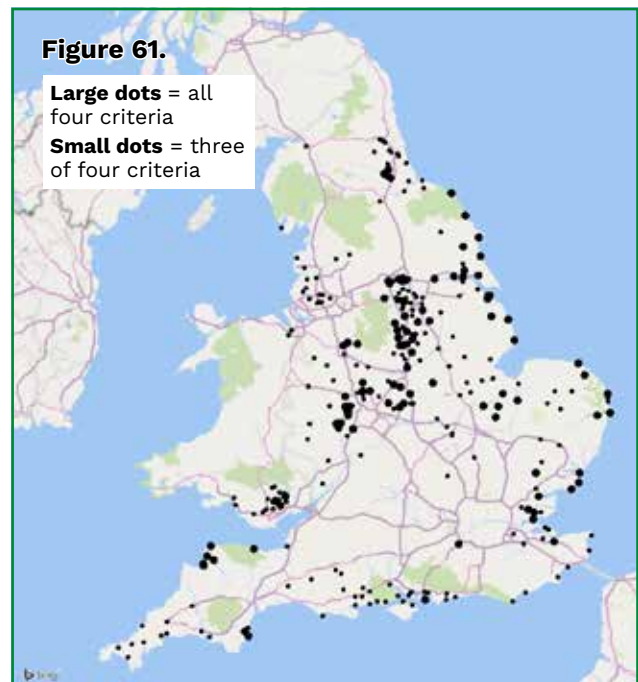 Figure 61.
Large dots = all
four criteria
Small dots = three
of four criteria